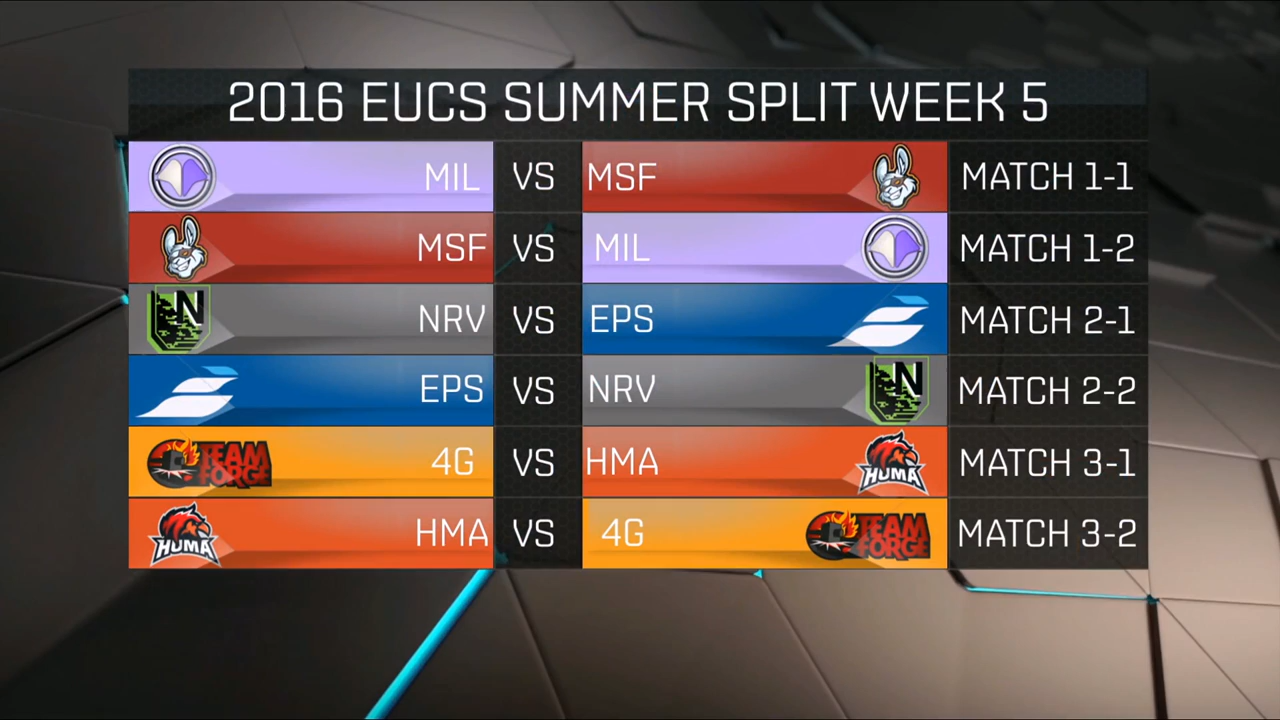 2016 EUCS SUMMER SPLIT WEEK 5
MIL VS MSF MATCH 1-1
MSF VS MIL MATCH 1-2
N NRV VS EPS MATCH 2-1
EPS VS NRV N MATCH 2-2
TEAM FORGE 4G VS HMA HUMA MATCH 3-1
HUMA HMA VS 4G TEAM FORGE MATCH 3-2